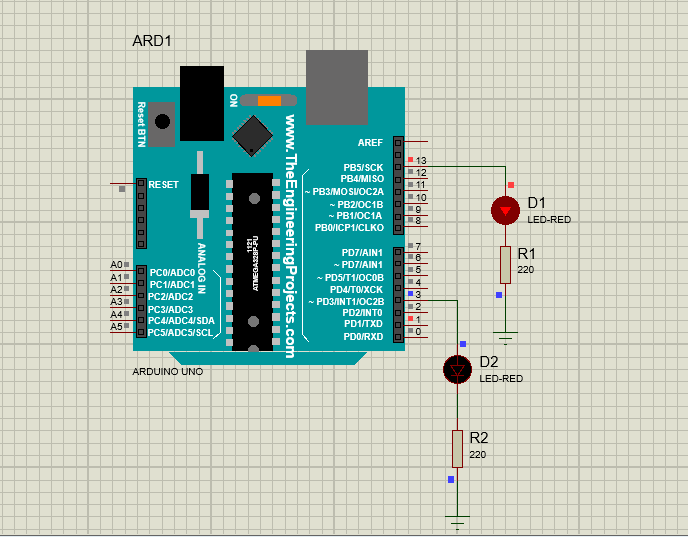 ARD1
ON
Reset BTN
www.TheEngineeringProjects.com
ANALOG IN
1121
ATMEGA328P-PU
RESET
A0 PC0/ADC0
A1 PC1/ADC1
A2 PC2/ADC2
A3 PC3/ADC3
A4 PC4/ADC4/SDA
A5 PC5/ADC5/SCL
AREF
PB5/SCK 13
PB4/MISO 12
~ PB3/MOSI/OC2A 11
~ PB2/OC1B 10
~ PB1/OC1A 9
PB0/ICP1/CLKO 8
PD7/AIN1 7
~ PD7/AIN1 6
~ PD5/T1/OC0B 5
PD4/T0/XCK 4
~ PD3/INT1/OC2B 3
PD2/INT0 2
PD1/TXD 1
PD0/RXD 0
ARDUINO UNO
D1
LED-RED
R1
220
D2
LED-RED
R2
220